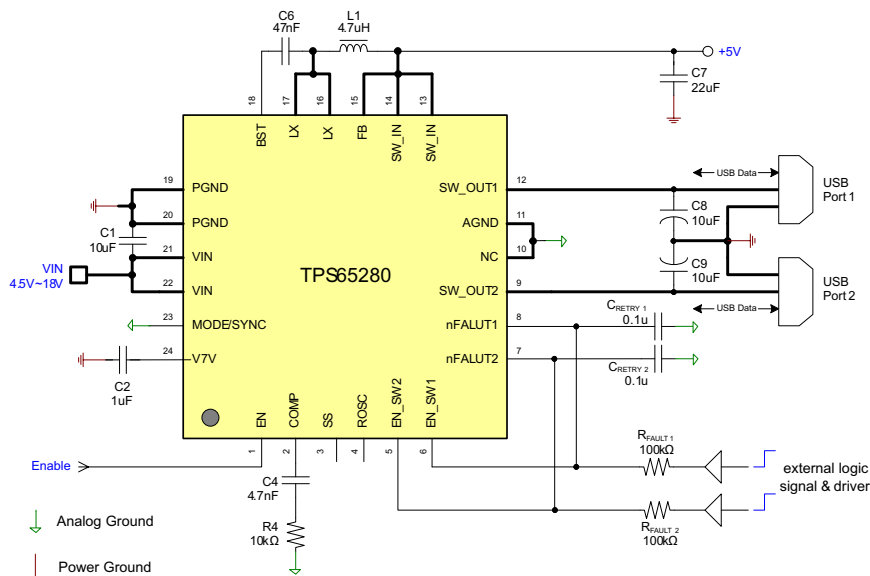 C6
47nF
L1
4.7uH
+5V
C7
22uF
18
17
16
15
14
13
BST
LX
LX
FB
SW_IN
SW_IN
19
PGND
20
PGND
C1
10uF
21
VIN
VIN
4.5V~18V
22
VIN
23
MODE/SYNC
24
V7V
C2
1uF
TPS65280
SW_OUT1
12
AGND
11
NC
10
SW_OUT2
9
nFALUT1
8
nFALUT2
7
USB Data
USB
Port 1
C8
10uF
C9
10uF
USB
Port 2
USB Data
CRETRY 1
0.1u
CRETRY 2
0.1u
EN
COMP
SS
ROSC
EN_SW2
EN_SW1
1
2
3
4
5
6
Enable
C4
4.7nF
R4
10kΩ
RFAULT 1
100kΩ
RFAULT 2
100kΩ
external logic
signal & driver
Analog Ground
Power Ground